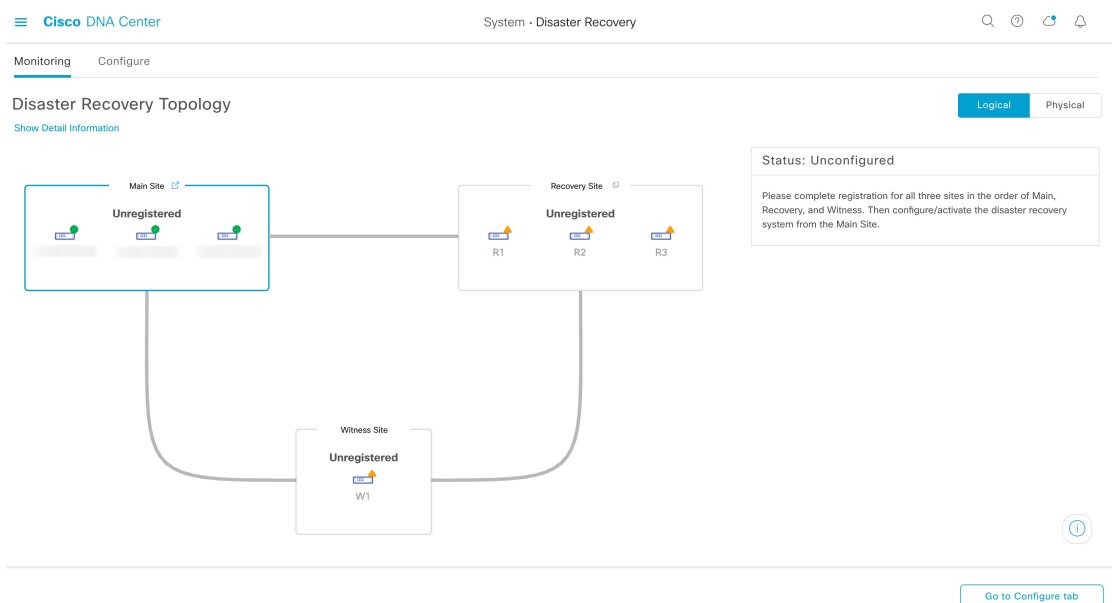 Cisco DNA Center
System · Disaster Recovery
Monitoring
Configure
Disaster Recovery Topology
Logical
Physical
Show Detail Information
Main Site
Unregistered
Recovery Site
Unregistered
R1
R2
R3
Status: Unconfigured
Please complete registration for all three sites in the order of Main,
Recovery, and Witness. Then configure/activate the disaster recovery
system from the Main Site.
Witness Site
Unregistered
W1
Go to Configure tab